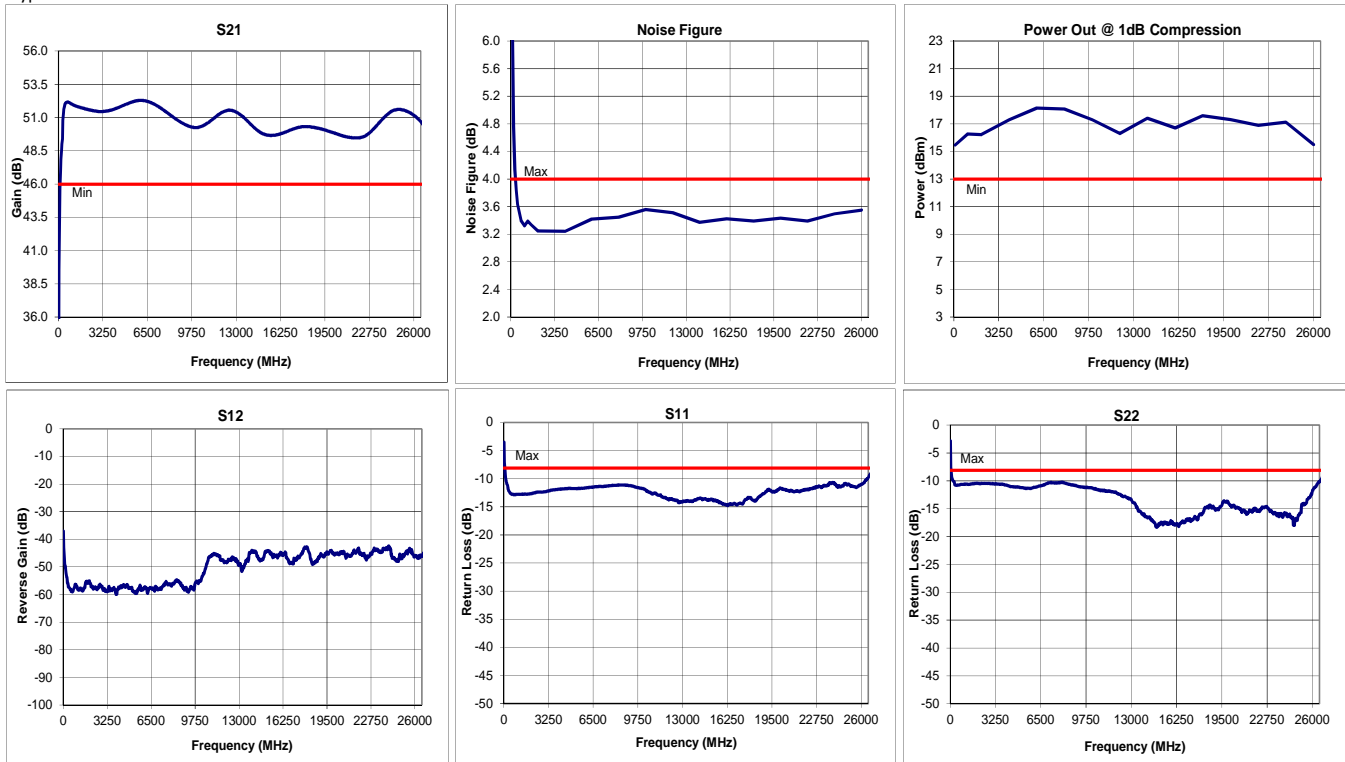 S21
56.0
53.5
51.0
48.5
46.0
43.5
41.0
38.5
36.0
Gain (dB)
Min
0 3250 6500 9750 13000 16250 19500 22750 26000
Frequency (MHz)
Noise Figure
6.0
5.6
5.2
4.8
4.4
4.0
3.6
3.2
2.8
2.4
2.0
Noise Figure (dB)
Max
0 3250 6500 9750 13000 16250 19500 22750 26000
Frequency (MHz)
Power Out @ 1dB Compression
23
21
19
17
15
13
11
9
7
5
3
Power (dBm)
Min
0 3250 6500 9750 13000 16250 19500 22750 26000
Frequency (MHz)
S12
0
-10
-20
-30
-40
-50
-60
-70
-80
-90
-100
Reverse Gain (dB)
0 3250 6500 9750 13000 16250 19500 22750 26000
Frequency (MHz)
S11
0
-5
-10
-15
-20
-25
-30
-35
-40
-45
-50
Return Loss (dB)
Max
0 3250 6500 9750 13000 16250 19500 22750 26000
Frequency (MHz)
S22
0
-5
-10
-15
-20
-25
-30
-35
-40
-45
-50
Return Loss (dB)
Max
0 3250 6500 9750 13000 16250 19500 22750 26000
Frequency (MHz)